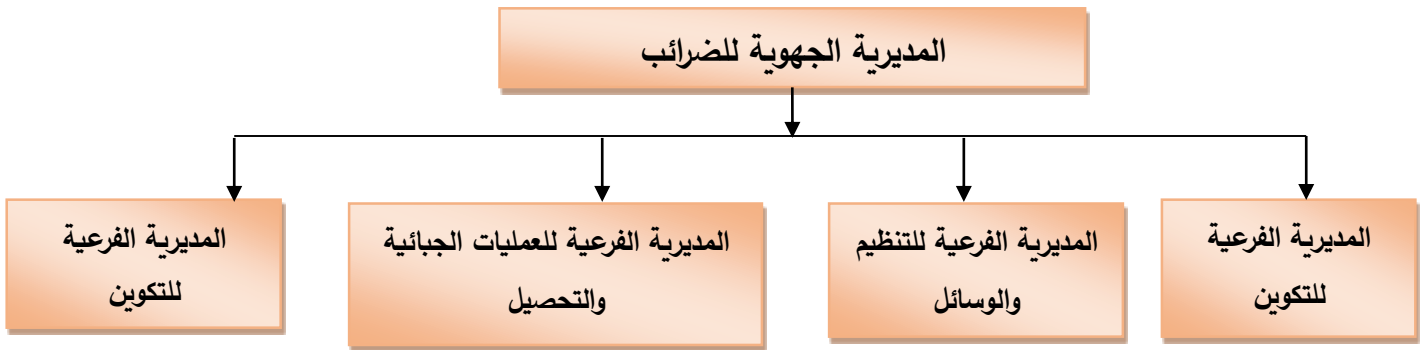 المديرية الجهوية للضرائب
المديرية الفرعية
للتكوين
المديرية الفرعية للتنظيم
والوسائل
المديرية الفرعية للعمليات الجبائية
والتحصيل
المديرية الفرعية
للتكوين